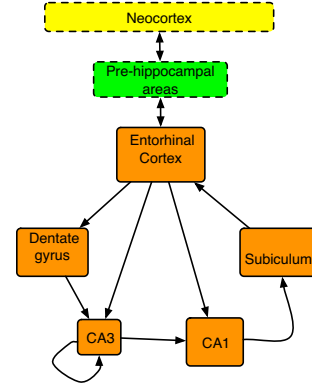 Neocortex
Pre-hippocampal
areas
Entorhinal
Cortex
Dentate
gyrus
Subiculum
CA3
CA1